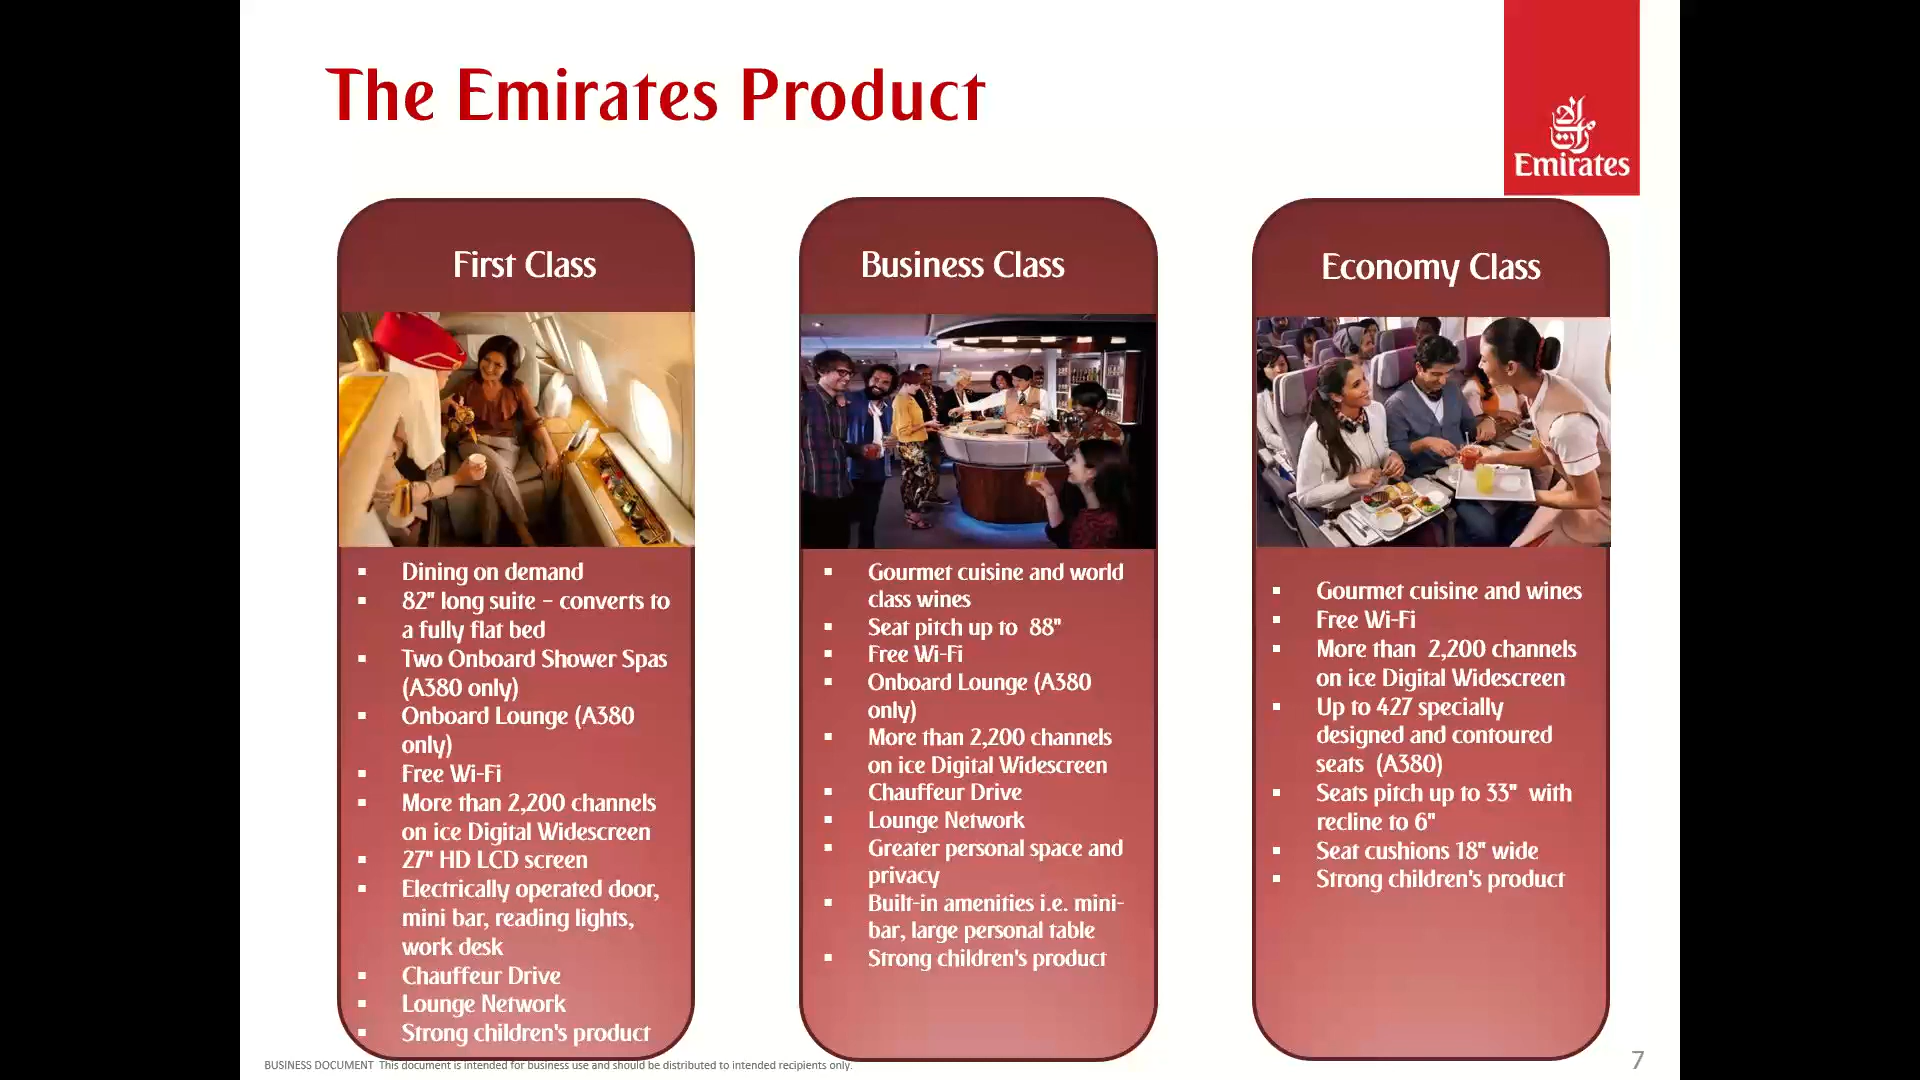 The Emirates Product
Emirates
First Class
Dining on demand
82" long suite – converts to
a fully flat bed
Two Onboard Shower Spas
(A380 only)
Onboard Lounge (A380
only)
Free Wi-Fi
More than 2,200 channels
on ice Digital Widescreen
27" HD LCD screen
Electrically operated door,
mini bar, reading lights,
work desk
Chauffeur Drive
Lounge Network
Strong children's product
Business Class
Gourmet cuisine and world
class wines
Seat pitch up to 88"
Free Wi-Fi
Onboard Lounge (A380
only)
More than 2,200 channels
on ice Digital Widescreen
Chauffeur Drive
Lounge Network
Greater personal space and
privacy
Built-in amenities i.e. mini-
bar, large personal table
Strong children's product
Economy Class
Gourmet cuisine and wines
Free Wi-Fi
More than 2,200 channels
on ice Digital Widescreen
Up to 427 specially
designed and contoured
seats (A380)
Seats pitch up to 33" with
recline to 6"
Seat cushions 18" wide
Strong children's product
BUSINESS DOCUMENT This document is intended for business use and should be distributed to intended recipients only.
7